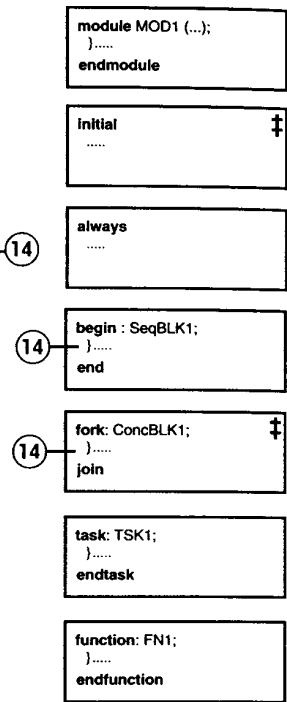 module MOD1 (...);
}.....
endmodule
initial ‡
.....
always
.....
14
begin : SeqBLK1;
14
}.....
end
fork: ConcBLK1; ‡
14
}.....
join
task: TSK1;
}.....
endtask
function: FN1;
}.....
endfunction